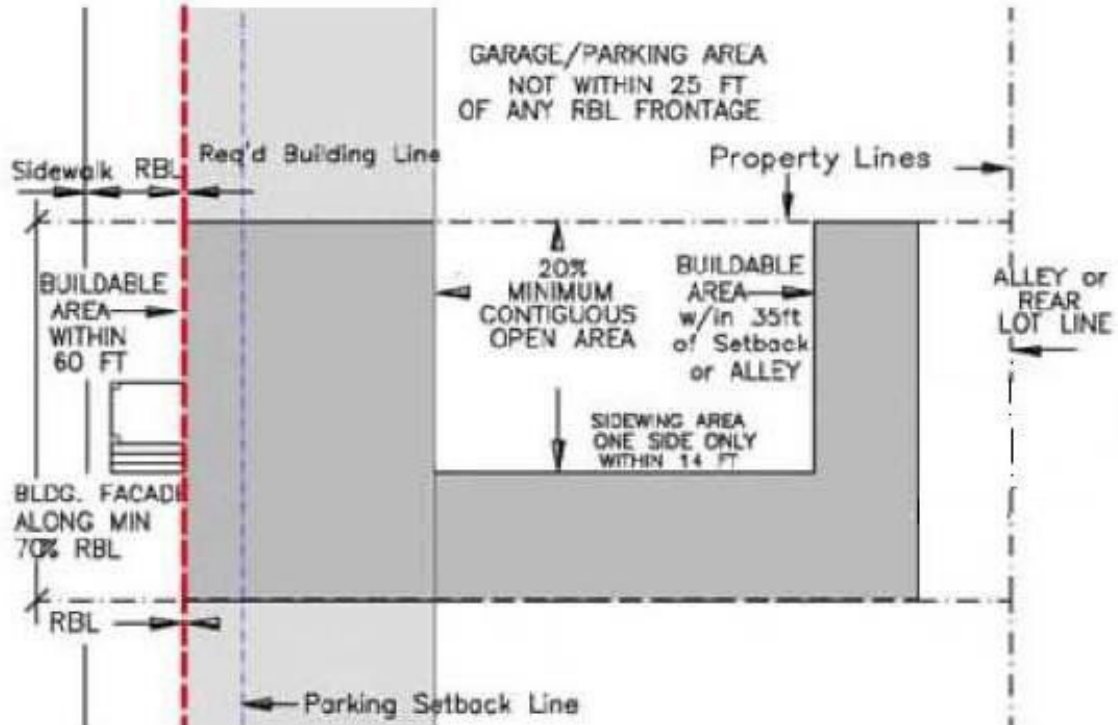 GARAGE/PARKING AREA
NOT WITHIN 25 FT
OF ANY RBL FRONTAGE
Sidewalk RBL
Req'd Building Line
Property Lines
BUILDABLE
AREA
WITHIN
60 FT
20%
MINIMUM
CONTIGUOUS
OPEN AREA
BUILDABLE
AREA
w/in 35ft
of Setback
or ALLEY
ALLEY or
REAR
LOT LINE
SIDEWING AREA
ONE SIDE ONLY
WITHIN 14 FT
BLDG. FACADE
ALONG MIN
70% RBL
RBL
Parking Setback Line